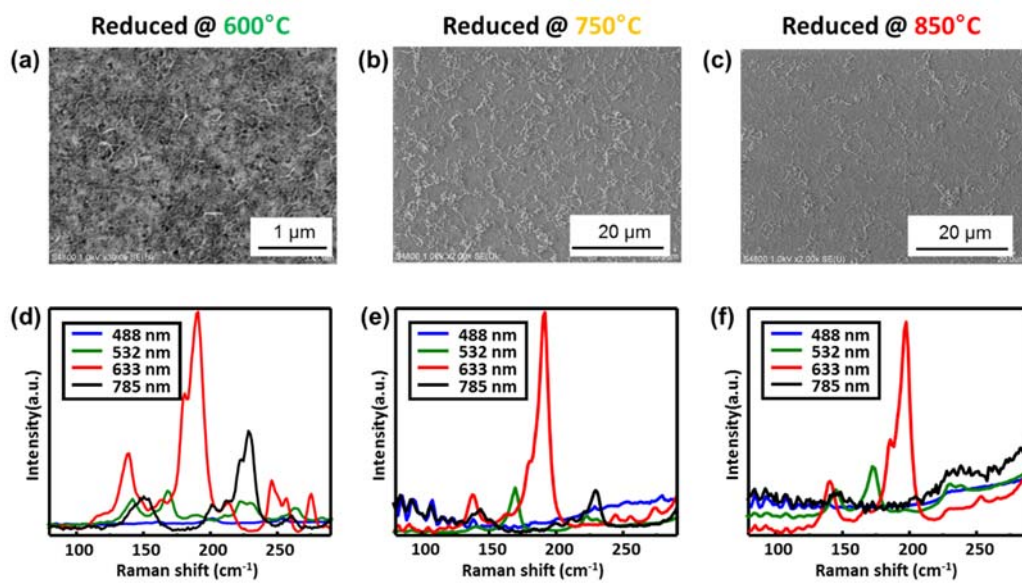 Reduced @ 600°C
Reduced @ 750°C
Reduced @ 850°C
(a)
(b)
(c)
1 μm
20 μm
20 μm
(d)
(e)
(f)
488 nm
532 nm
633 nm
785 nm
488 nm
532 nm
633 nm
785 nm
488 nm
532 nm
633 nm
785 nm
Intensity(a.u.)
Intensity(a.u.)
Intensity(a.u.)
100 150 200 250
100 150 200 250
100 150 200 250
Raman shift (cm⁻¹)
Raman shift (cm⁻¹)
Raman shift (cm⁻¹)